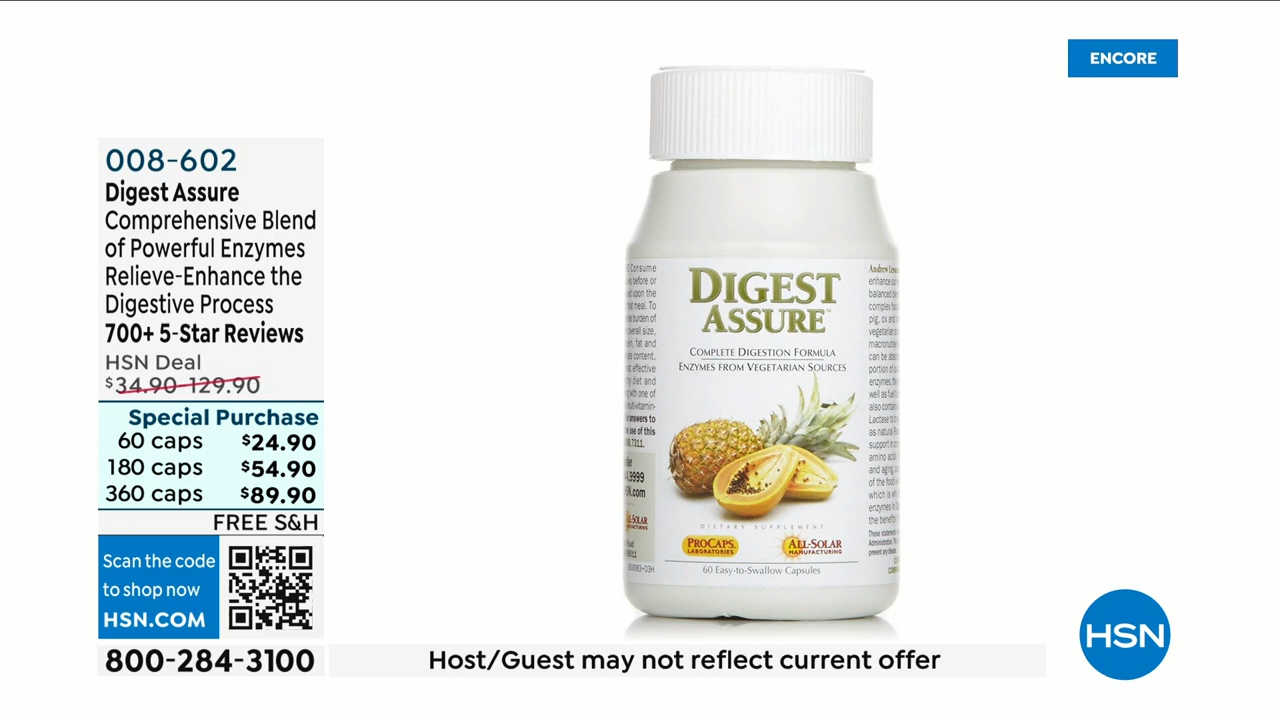 ENCORE
008-602
Digest Assure
Comprehensive Blend
of Powerful Enzymes
Relieve-Enhance the
Digestive Process
700+ 5-Star Reviews
HSN Deal
$34.90-129.90
Special Purchase
60 caps $24.90
180 caps $54.90
360 caps $89.90
FREE S&H
Scan the code
to shop now
HSN.COM
800-284-3100
Host/Guest may not reflect current offer
HSN
DIGEST
ASSURE™
COMPLETE DIGESTION FORMULA
ENZYMES FROM VEGETARIAN SOURCES
DIETARY SUPPLEMENT
PROCAPS
LABORATORIES
ALL-SOLAR
MANUFACTURING
60 Easy-to-Swallow Capsules